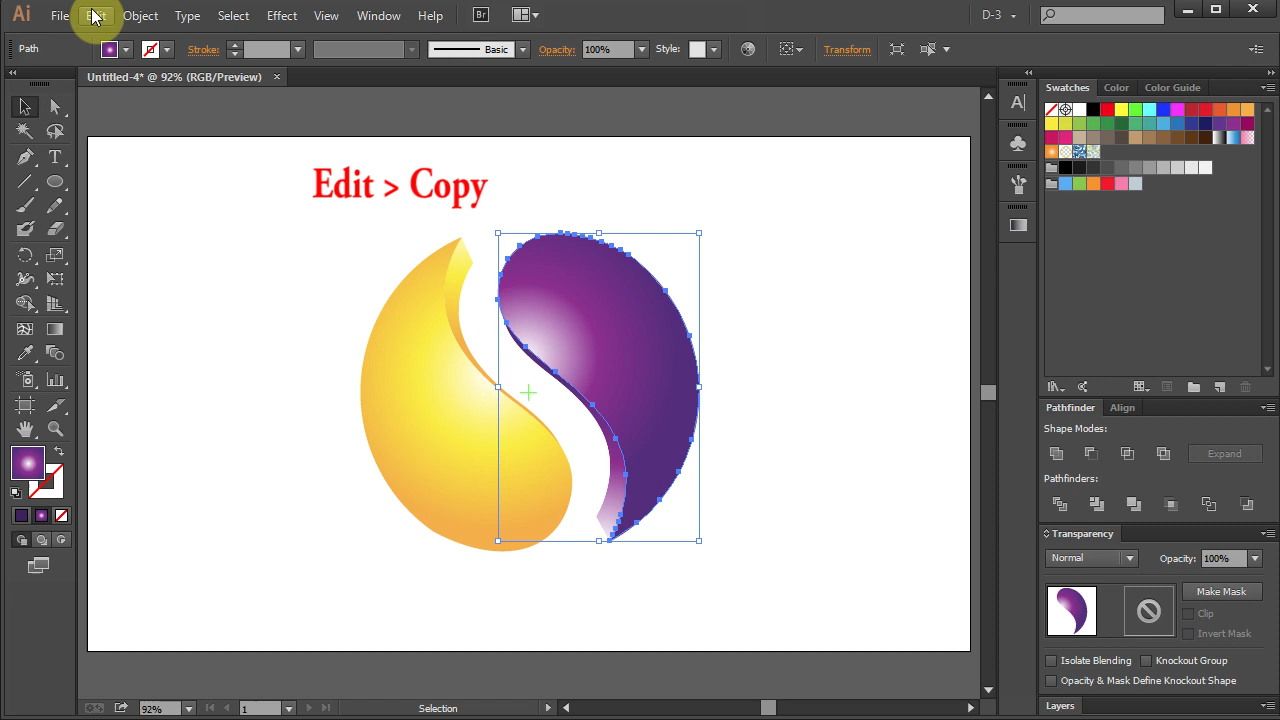 Ai File Edit Object Type Select Effect View Window Help Br D-3
Path Stroke: Basic Opacity: 100% Style: Transform
Untitled-4* @ 92% (RGB/Preview)
Swatches Color Color Guide
Edit > Copy
Pathfinder Align
Shape Modes:
Expand
Pathfinders:
Transparency
Normal Opacity: 100%
Make Mask
Clip
Invert Mask
Isolate Blending Knockout Group
Opacity & Mask Define Knockout Shape
Layers
92% 1 Selection